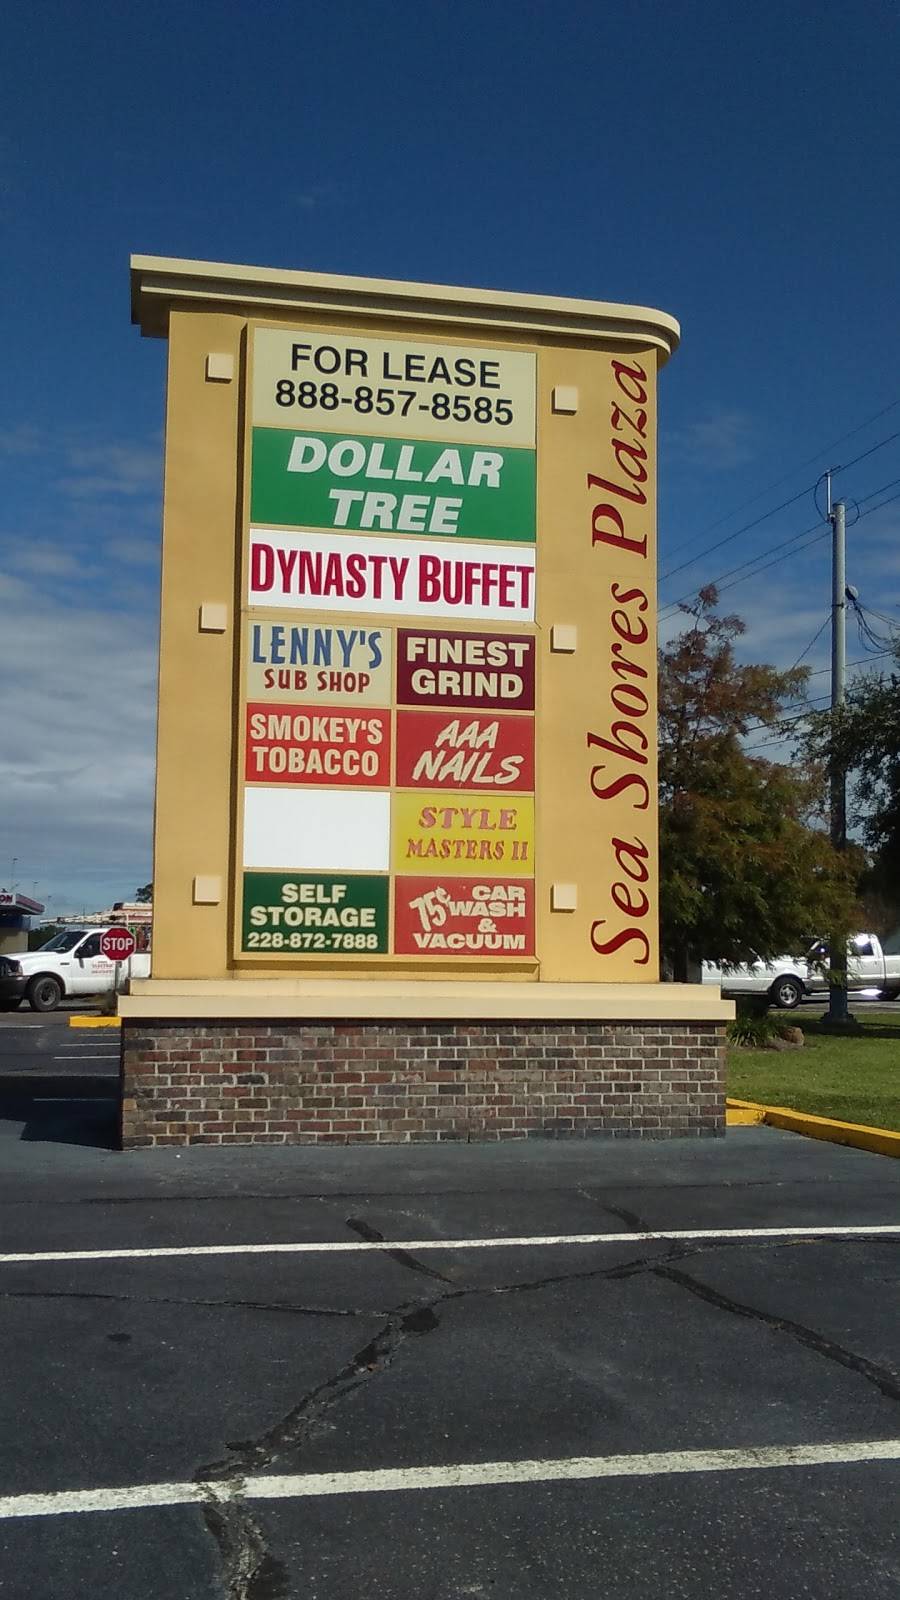 FOR LEASE
888-857-8585
DOLLAR
TREE
DYNASTY BUFFET
LENNY'S
SUB SHOP
FINEST
GRIND
SMOKEY'S
TOBACCO
AAA
NAILS
STYLE
MASTERS II
SELF
STORAGE
228-872-7888
75¢ CAR
WASH
&
VACUUM
Sea Shores Plaza
STOP